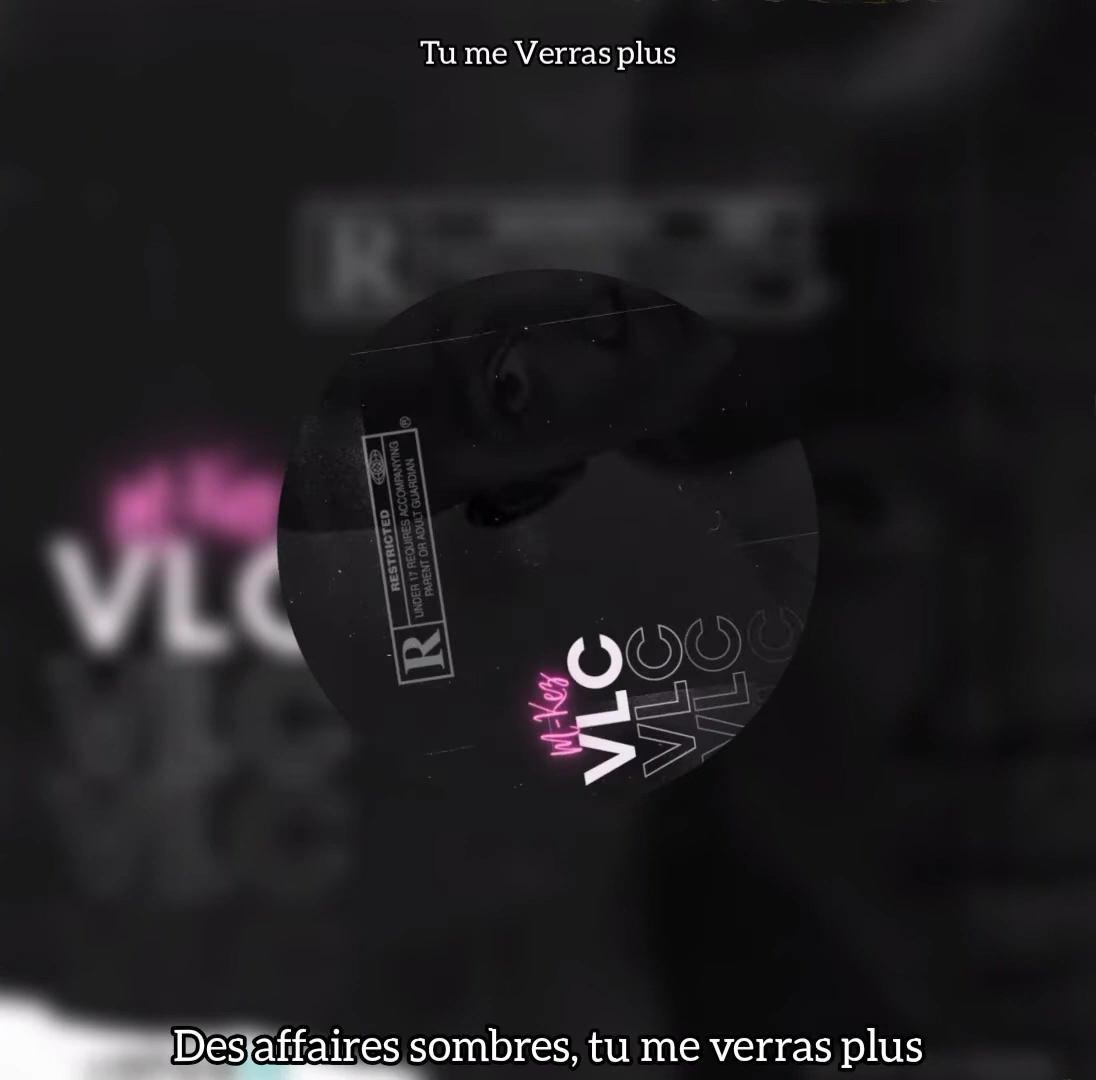 Tu me Verras plus
R
RESTRICTED
UNDER 17 REQUIRES ACCOMPANYING
PARENT OR ADULT GUARDIAN
®
M-Kez
VLC
VLC
VLC
C
VLC
Des affaires sombres, tu me verras plus